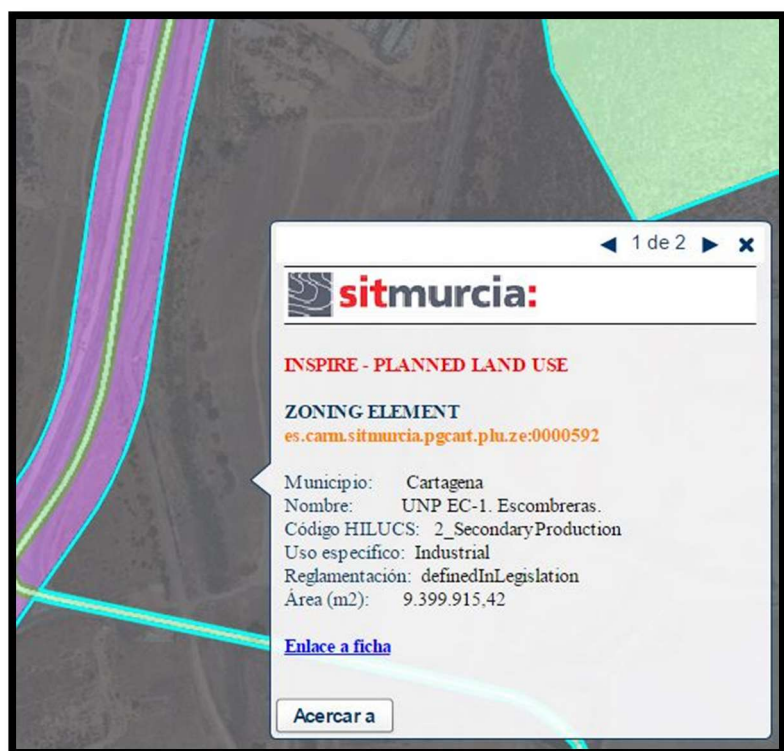 1 de 2
sitmurcia:
INSPIRE - PLANNED LAND USE
ZONING ELEMENT
es.carm.sitmurcia.pgcart.plu.ze:0000592
Municipio: Cartagena
Nombre: UNP EC-1. Escombreras.
Código HILUCS: 2_SecondaryProduction
Uso específico: Industrial
Reglamentación: definedInLegislation
Área (m2): 9.399.915,42
Enlace a ficha
Acercar a